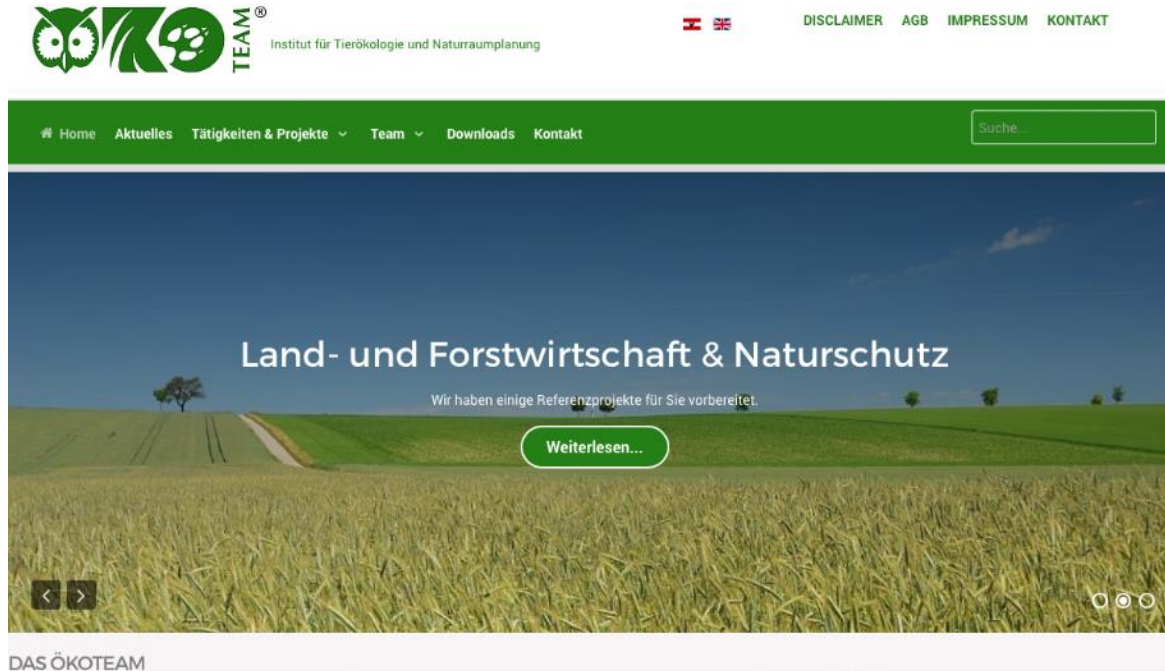 ÖKO TEAM ®
Institut für Tierökologie und Naturraumplanung
DISCLAIMER AGB IMPRESSUM KONTAKT
Home Aktuelles Tätigkeiten & Projekte Team Downloads Kontakt
Suche...
Land- und Forstwirtschaft & Naturschutz
Wir haben einige Referenzprojekte für Sie vorbereitet.
Weiterlesen...
DAS ÖKOTEAM